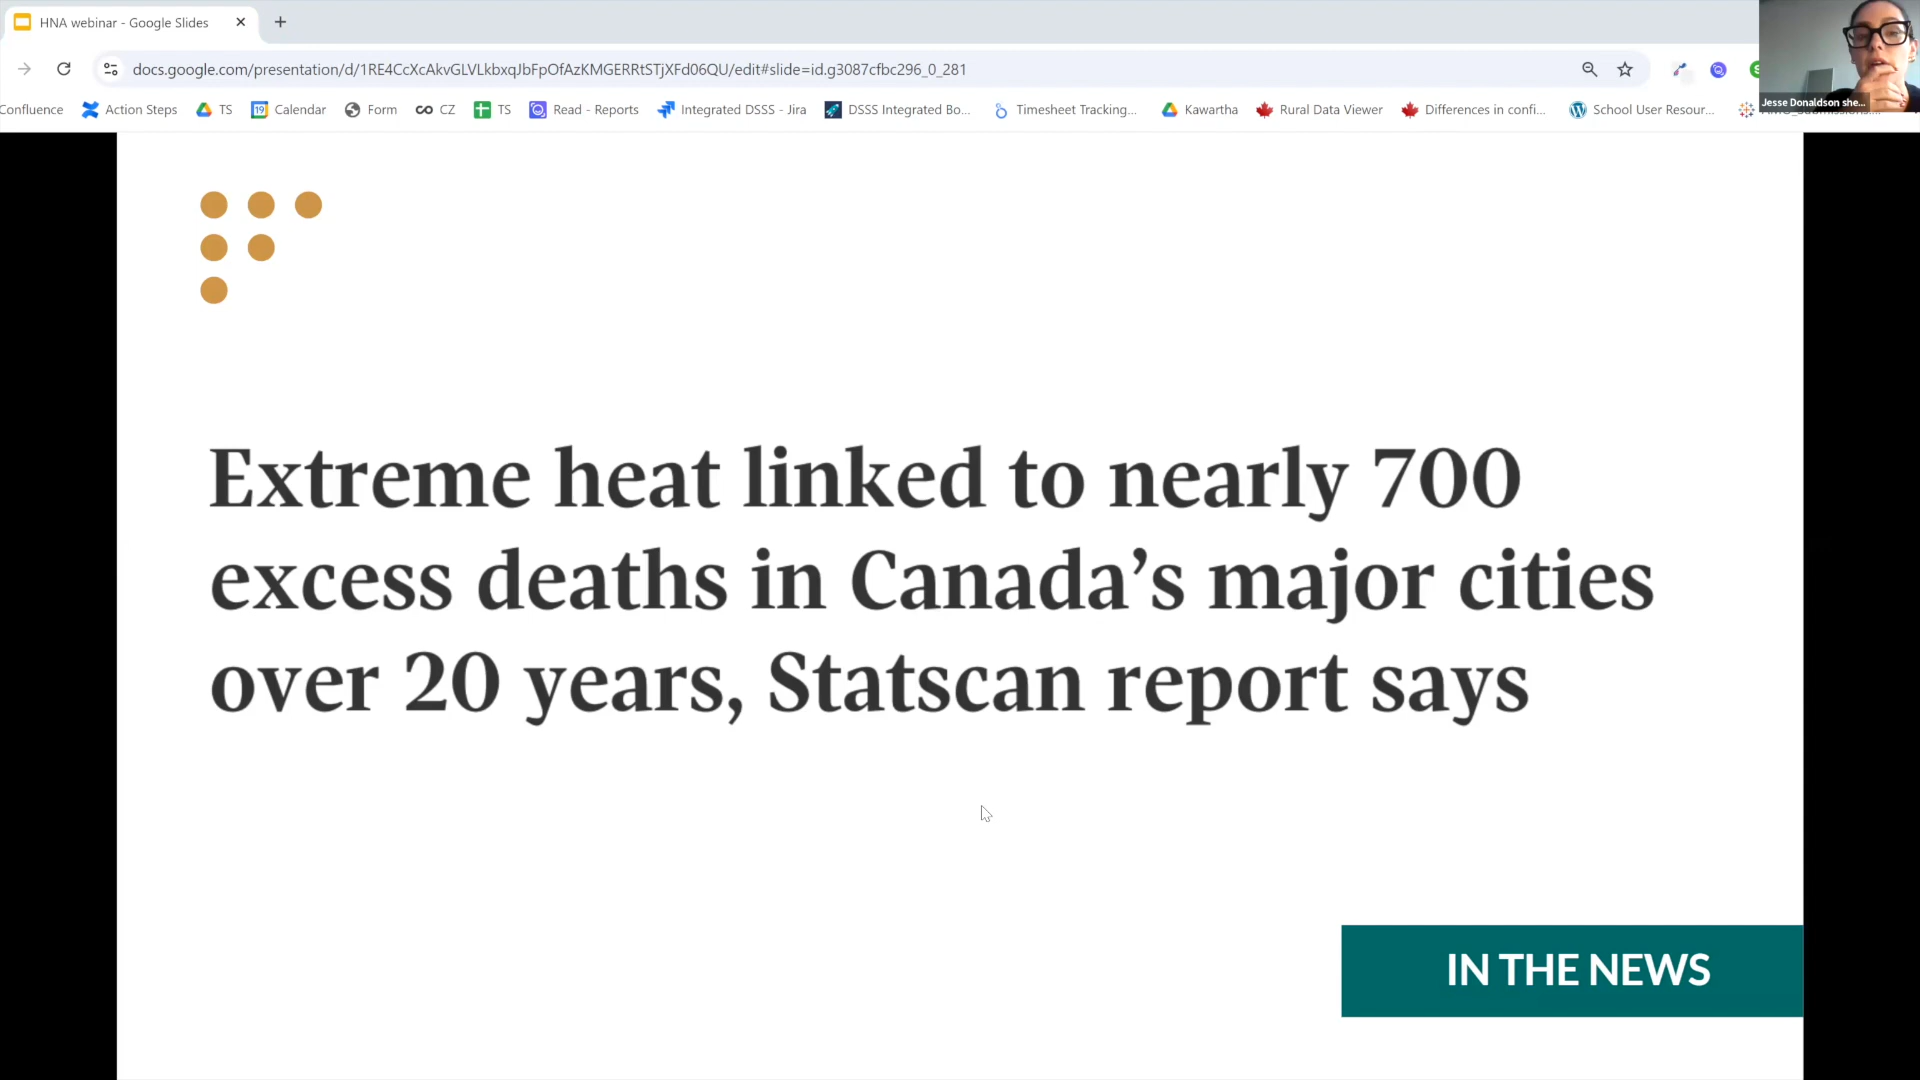 HNA webinar - Google Slides
docs.google.com/presentation/d/1RE4CcXcAkvGLVLkbxqJbFpOfAzKMGERRtSTjXFd06QU/edit#slide=id.g3087cfbc296_0_281
Confluence Action Steps TS Calendar Form CZ TS Read - Reports Integrated DSSS - Jira DSSS Integrated Bo... Timesheet Tracking... Kawartha Rural Data Viewer Differences in confi... School User Resour...
Jesse Donaldson she...
Extreme heat linked to nearly 700
excess deaths in Canada’s major cities
over 20 years, Statscan report says
IN THE NEWS